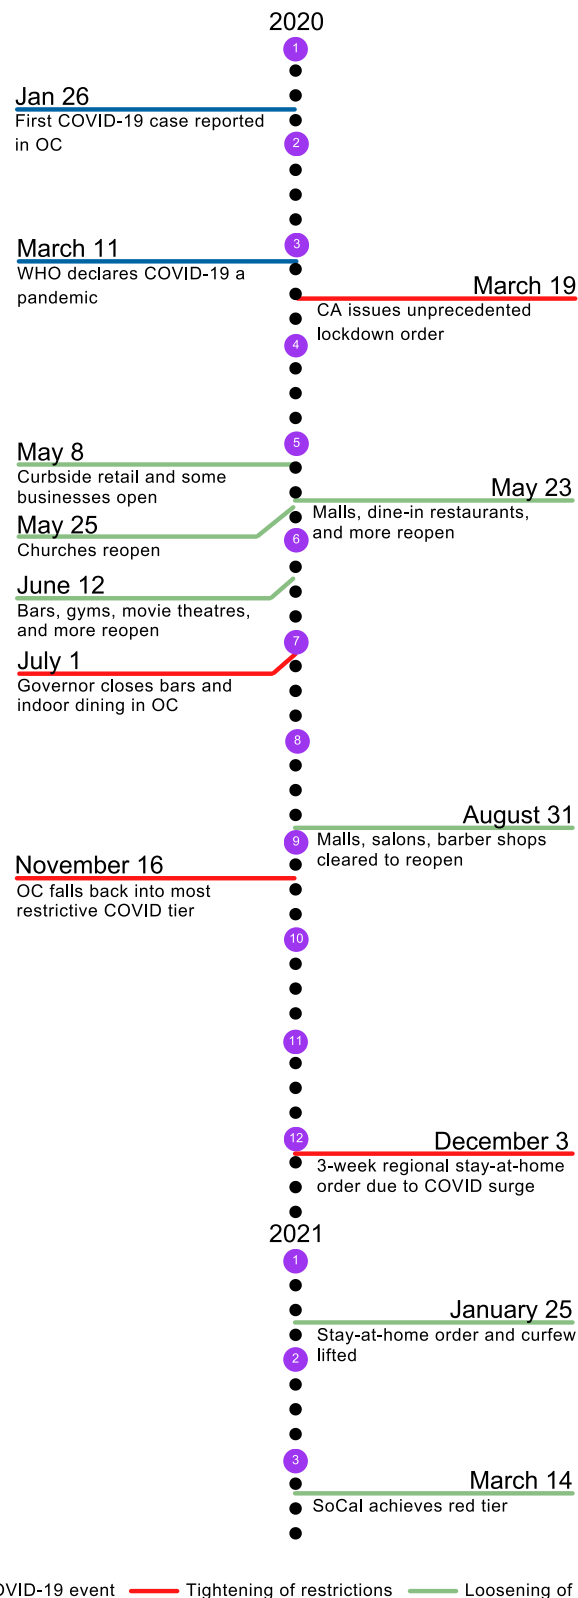 2020
1
Jan 26
First COVID-19 case reported
in OC
2
3
March 11
WHO declares COVID-19 a
pandemic
March 19
CA issues unprecedented
lockdown order
4
5
May 8
Curbside retail and some
businesses open
May 23
Malls, dine-in restaurants,
and more reopen
May 25
Churches reopen
6
June 12
Bars, gyms, movie theatres,
and more reopen
7
July 1
Governor closes bars and
indoor dining in OC
8
August 31
Malls, salons, barber shops
cleared to reopen
9
November 16
OC falls back into most
restrictive COVID tier
10
11
12
December 3
3-week regional stay-at-home
order due to COVID surge
2021
1
January 25
Stay-at-home order and curfew
lifted
2
3
March 14
SoCal achieves red tier
OVID-19 event Tightening of restrictions Loosening of